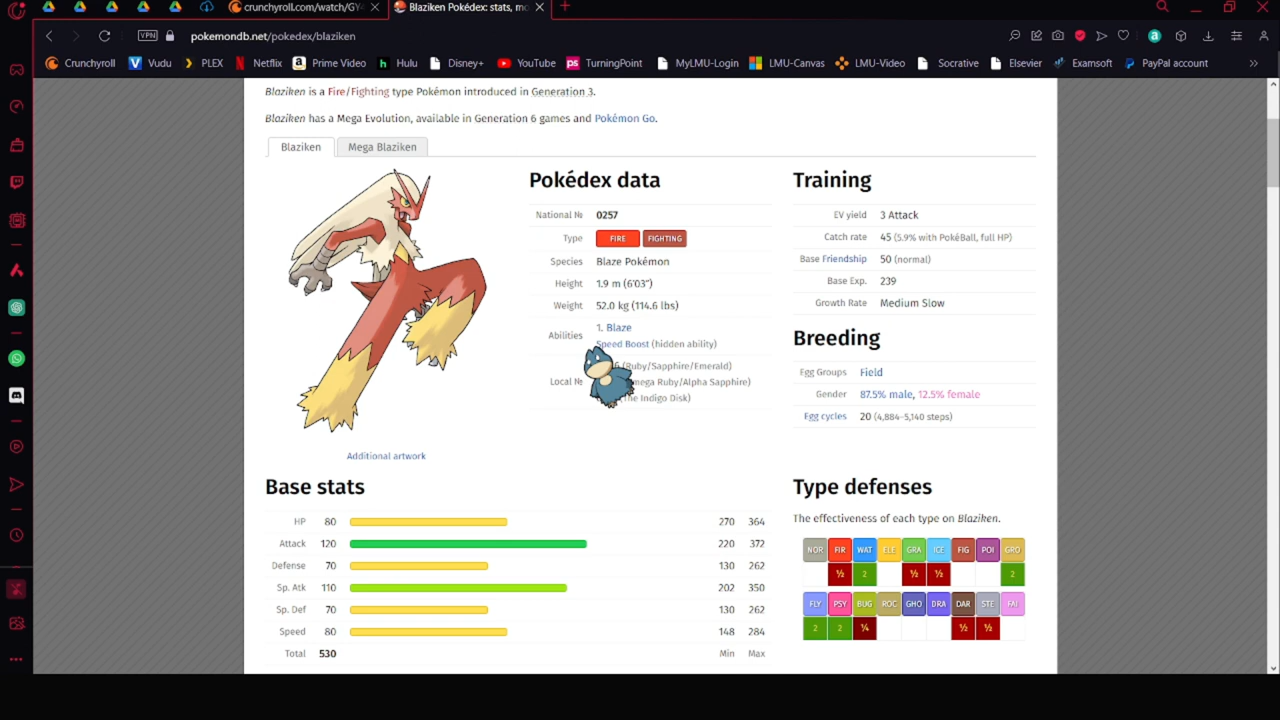 crunchyroll.com/watch/GY
Blaziken Pokédex: stats, mo
VPN pokemondb.net/pokedex/blaziken
Crunchyroll Vudu PLEX Netflix Prime Video Hulu Disney+ YouTube TurningPoint MyLMU-Login LMU-Canvas LMU-Video Socrative Elsevier Examsoft PayPal account
Blaziken is a Fire/Fighting type Pokémon introduced in Generation 3.
Blaziken has a Mega Evolution, available in Generation 6 games and Pokémon Go.
Blaziken Mega Blaziken
Additional artwork
Pokédex data
National № 0257
Type FIRE FIGHTING
Species Blaze Pokémon
Height 1.9 m (6′03″)
Weight 52.0 kg (114.6 lbs)
Abilities 1. Blaze
Speed Boost (hidden ability)
Local № (Ruby/Sapphire/Emerald)
Omega Ruby/Alpha Sapphire)
The Indigo Disk)
Training
EV yield 3 Attack
Catch rate 45 (5.9% with PokéBall, full HP)
Base Friendship 50 (normal)
Base Exp. 239
Growth Rate Medium Slow
Breeding
Egg Groups Field
Gender 87.5% male, 12.5% female
Egg cycles 20 (4,884–5,140 steps)
Base stats
HP 80 270 364
Attack 120 220 372
Defense 70 130 262
Sp. Atk 110 202 350
Sp. Def 70 130 262
Speed 80 148 284
Total 530 Min Max
Type defenses
The effectiveness of each type on Blaziken.
NOR FIR WAT ELE GRA ICE FIG POI GRO
½ 2 ½ ½ 2
FLY PSY BUG ROC GHO DRA DAR STE FAI
2 2 ¼ ½ ½